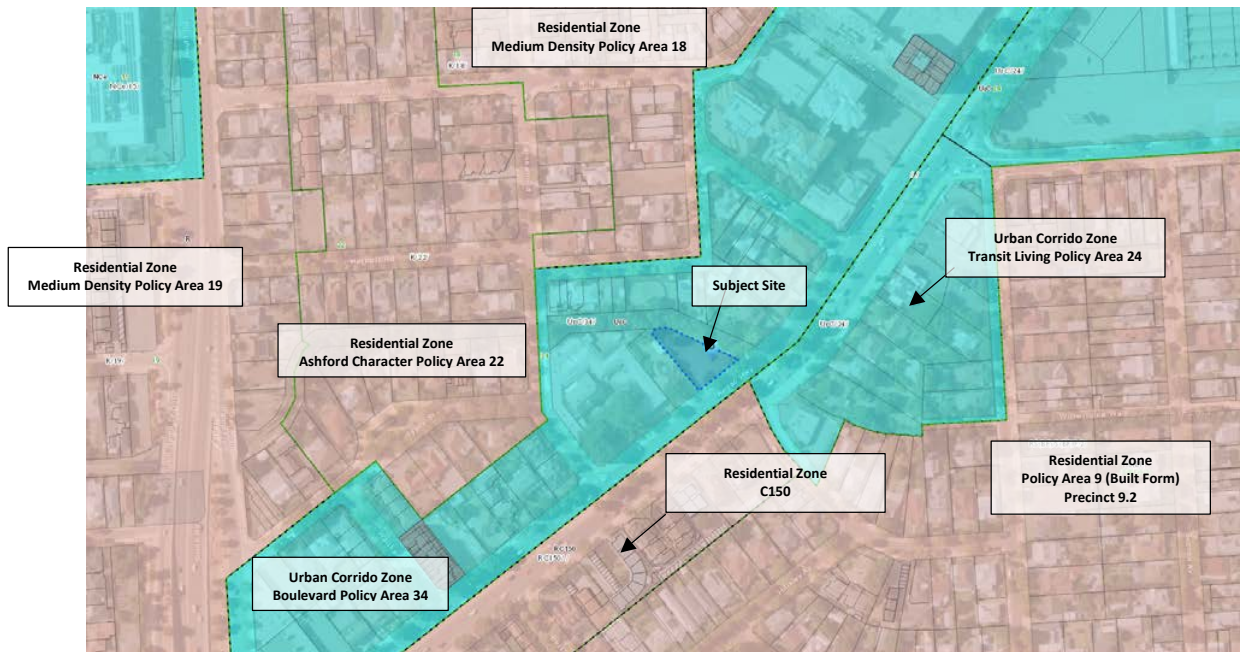 Residential Zone
Medium Density Policy Area 18
Urban Corrido Zone
Transit Living Policy Area 24
Residential Zone
Medium Density Policy Area 19
Subject Site
Residential Zone
Ashford Character Policy Area 22
Residential Zone
C150
Residential Zone
Policy Area 9 (Built Form)
Precinct 9.2
Urban Corrido Zone
Boulevard Policy Area 34